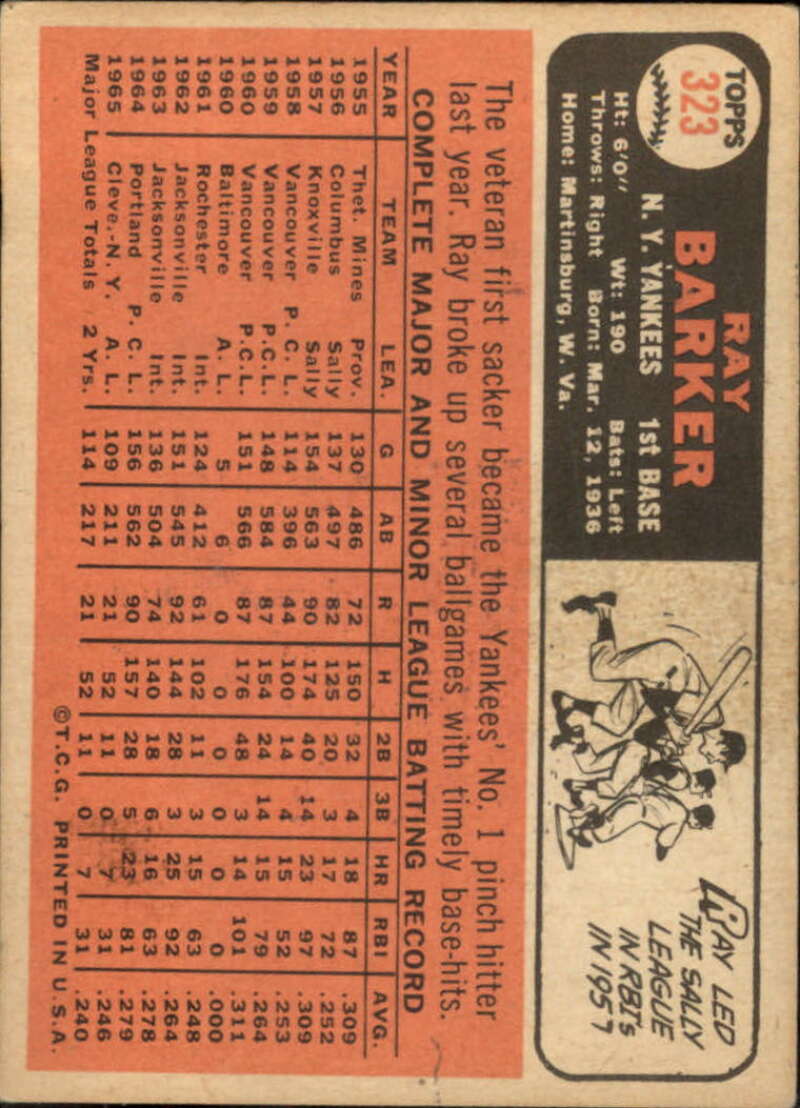 TOPPS
323
RAY
BARKER
N. Y. YANKEES 1st BASE
Ht: 6'0" Wt: 190 Bats: Left
Throws: Right Born: Mar. 12, 1936
Home: Martinsburg, W. Va.
RAY LED
THE SALLY
LEAGUE
IN RBI's
IN 1957
The veteran first sacker became the Yankees' No. 1 pinch hitter
last year. Ray broke up several ballgames with timely base-hits.
COMPLETE MAJOR AND MINOR LEAGUE BATTING RECORD
YEAR TEAM LEA. G AB R H 2B 3B HR RBI AVG.
1955 Thet. Mines Prov. 130 486 72 150 32 4 18 87 .309
1956 Columbus Sally 137 497 82 125 20 3 17 72 .252
1957 Knoxville Sally 154 563 90 174 40 14 23 97 .309
1958 Vancouver P. C. L. 114 396 44 100 14 4 15 52 .253
1959 Vancouver P.C.L. 148 584 87 154 24 14 15 79 .264
1960 Vancouver P.C.L. 151 566 87 176 48 3 14 101 .311
1960 Baltimore A. L. 5 6 0 0 0 0 0 0 .000
1961 Rochester Int. 124 412 61 102 11 3 15 63 .248
1962 Jacksonville Int. 151 545 92 144 28 3 25 92 .264
1963 Jacksonville Int. 136 504 74 140 18 6 16 63 .278
1964 Portland P. C. L. 156 562 90 157 28 5 23 81 .279
1965 Cleve.-N. Y. A. L. 109 211 21 52 11 0 7 31 .246
Major League Totals 2 Yrs. 114 217 21 52 11 0 7 31 .240
©T.C.G. PRINTED IN U.S.A.